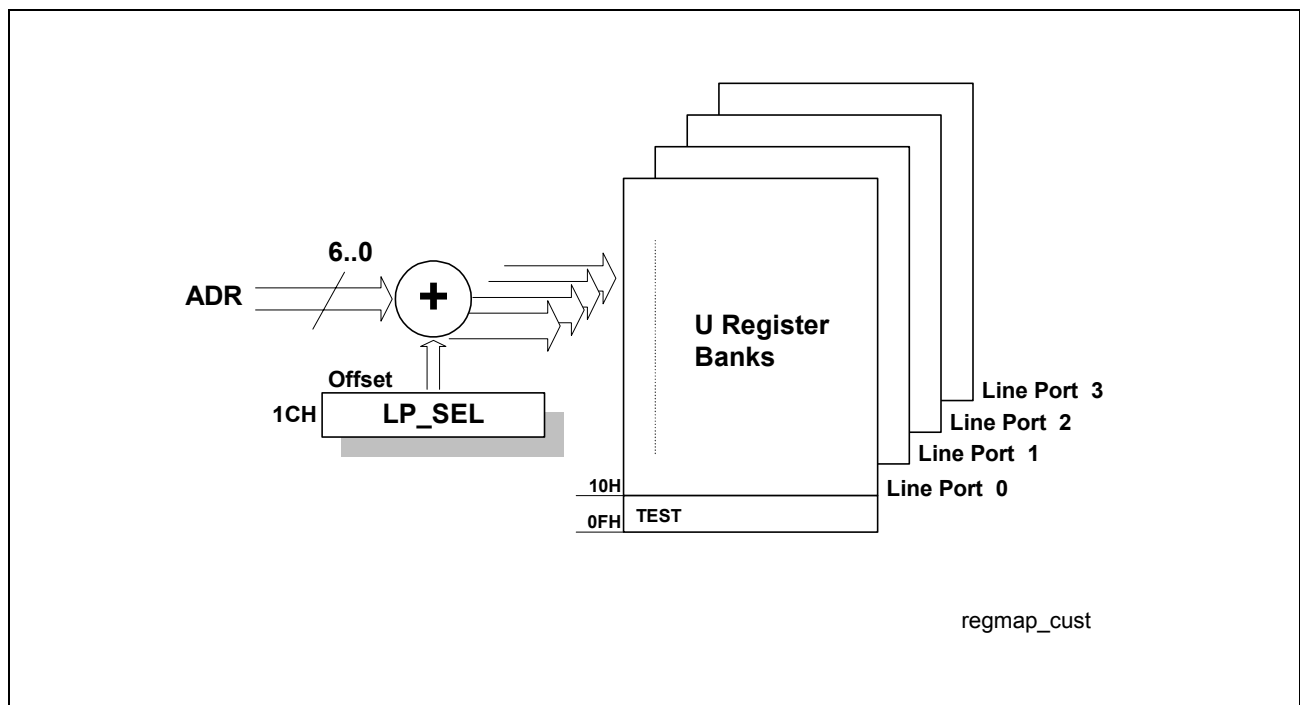 6..0
ADR
+
Offset
1CH
LP_SEL
U Register
Banks
Line Port 3
Line Port 2
Line Port 1
Line Port 0
10H
0FH
TEST
regmap_cust